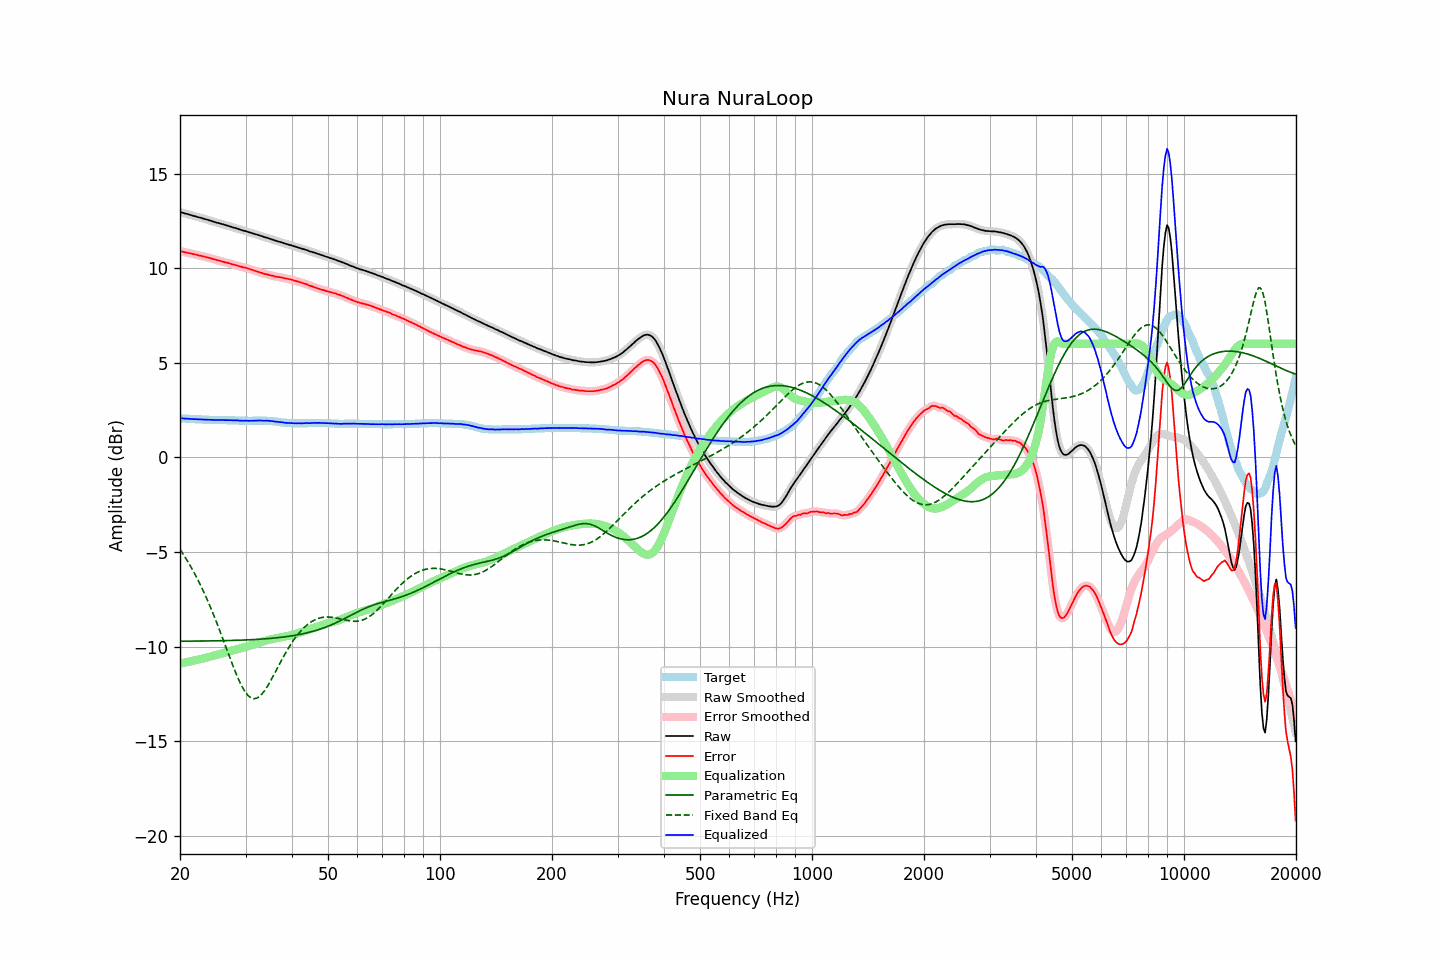 Nura NuraLoop
Amplitude (dBr)
15
10
5
0
−5
−10
−15
−20
Target
Raw Smoothed
Error Smoothed
Raw
Error
Equalization
Parametric Eq
Fixed Band Eq
Equalized
20 50 100 200 500 1000 2000 5000 10000 20000
Frequency (Hz)